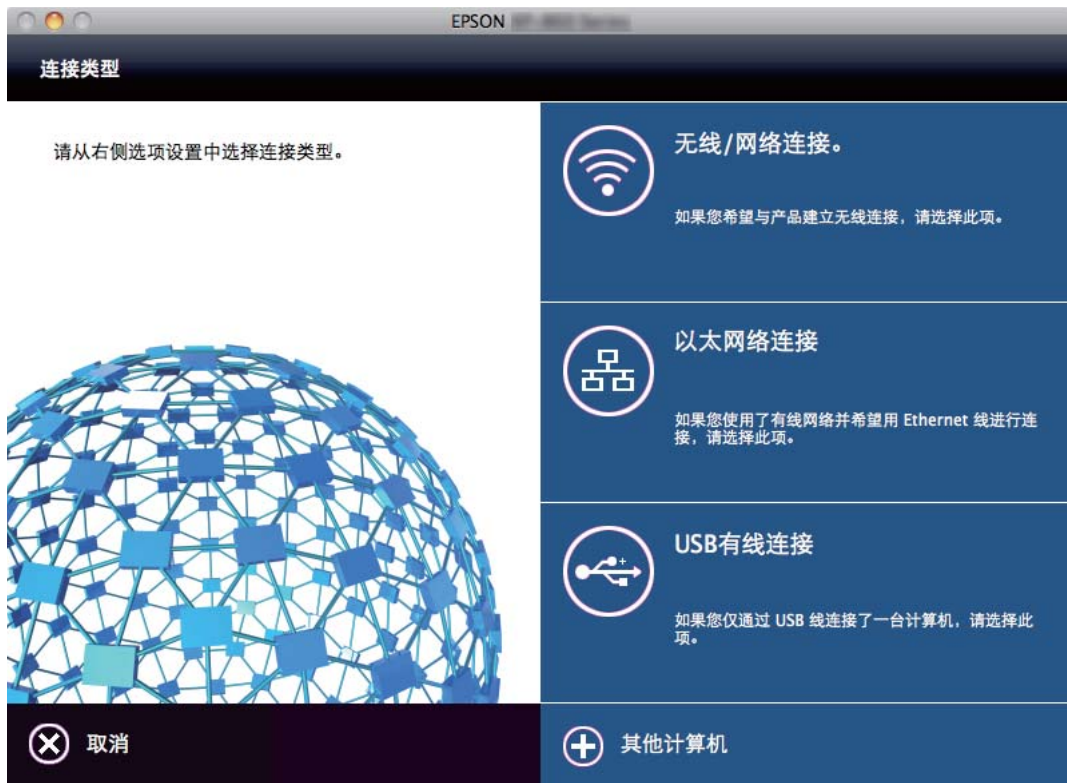 EPSON
连接类型
请从右侧选项设置中选择连接类型。
无线/网络连接。
如果您希望与产品建立无线连接，请选择此项。
以太网络连接
如果您使用了有线网络并希望用 Ethernet 线进行连
接，请选择此项。
USB有线连接
如果您仅通过 USB 线连接了一台计算机，请选择此
项。
取消
其他计算机